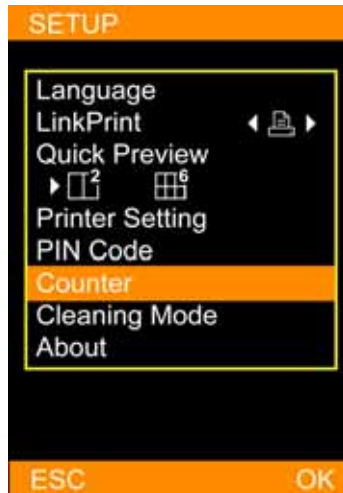 SETUP
Language
LinkPrint
Quick Preview
2 6
Printer Setting
PIN Code
Counter
Cleaning Mode
About
ESC OK